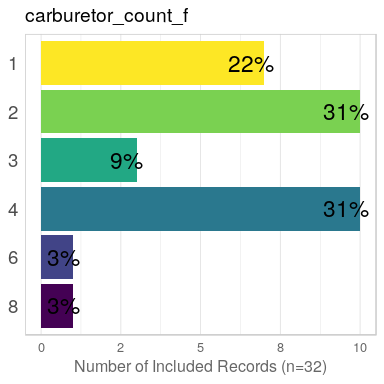 carburetor_count_f
1 22%
2 31%
3 9%
4 31%
6 3%
8 3%
0 2 5 8 10
Number of Included Records (n=32)